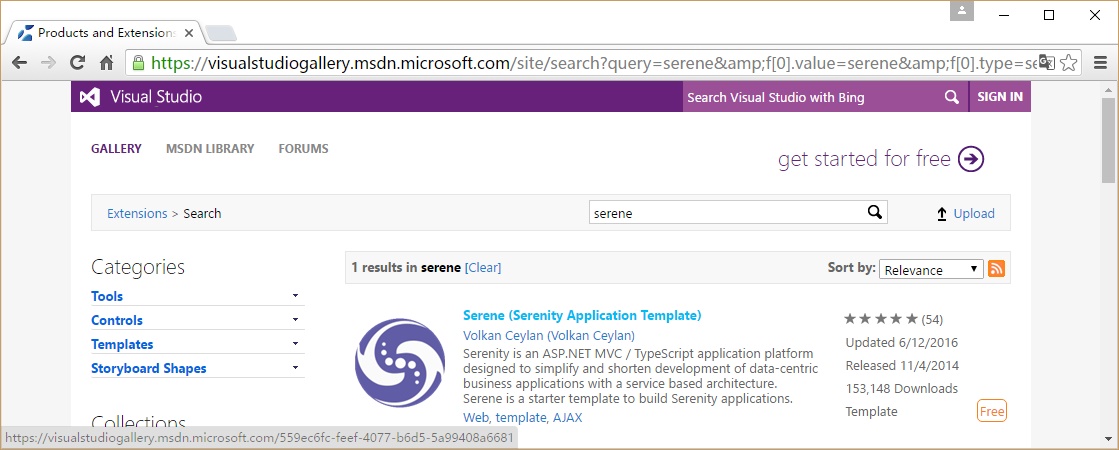 Products and Extensions
https://visualstudiogallery.msdn.microsoft.com/site/search?query=serene&amp;f[0].value=serene&amp;f[0].type=se
Visual Studio
Search Visual Studio with Bing
SIGN IN
GALLERY
MSDN LIBRARY
FORUMS
get started for free
Extensions > Search
serene
Upload
Categories
Tools
Controls
Templates
Storyboard Shapes
Collections
1 results in serene [Clear]
Sort by: Relevance
Serene (Serenity Application Template)
Volkan Ceylan (Volkan Ceylan)
Serenity is an ASP.NET MVC / TypeScript application platform
designed to simplify and shorten development of data-centric
business applications with a service based architecture.
Serene is a starter template to build Serenity applications.
Web, template, AJAX
(54)
Updated 6/12/2016
Released 11/4/2014
153,148 Downloads
Template
Free
https://visualstudiogallery.msdn.microsoft.com/559ec6fc-feef-4077-b6d5-5a99408a6681